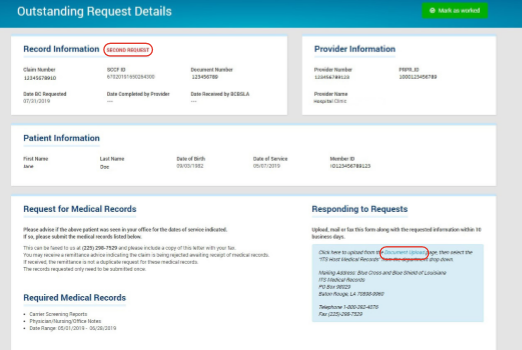 Outstanding Request Details
Mark as worked
Record Information SECOND REQUEST
Claim Number SCCF ID Document Number
12345678910 67520191690264300 123456789
Date BC Requested Date Completed by Provider Date Received by BCBSLA
07/31/2019 --- ---
Provider Information
Provider Number PRPR_ID
1234456789123 1000123456789
Provider Name
Hospital Clinic
Patient Information
First Name Last Name Date of Birth Date of Service Member ID
Jane Doe 09/05/1982 05/07/2019 ID123456789123
Request for Medical Records
Please advise if the above patient was seen in your office for the dates of service indicated.
If so, please submit the medical records listed below.
This can be faxed to us at (225) 298-7529 and please include a copy of this letter with your fax.
You may receive a remittance advice indicating the claim is being rejected awaiting receipt of medical records.
If received, the remittance is not a duplicate request for these medical records.
The records requested only need to be submitted once.
Required Medical Records
• Cancer Screening Reports
• Physician/Nursing/Office Notes
• Date Range: 05/01/2019 - 06/28/2019
Responding to Requests
Upload, mail or fax this form along with the requested information within 10
business days.
Click here to upload from the Document Upload page, then select the
"ITS Host Medical Records" from the department drop down.
Mailing Address: Blue Cross and Blue Shield of Louisiana
ITS Medical Records
PO Box 98029
Baton Rouge, LA
Telephone 1-800-392-4076
Fax (225)-298-7529